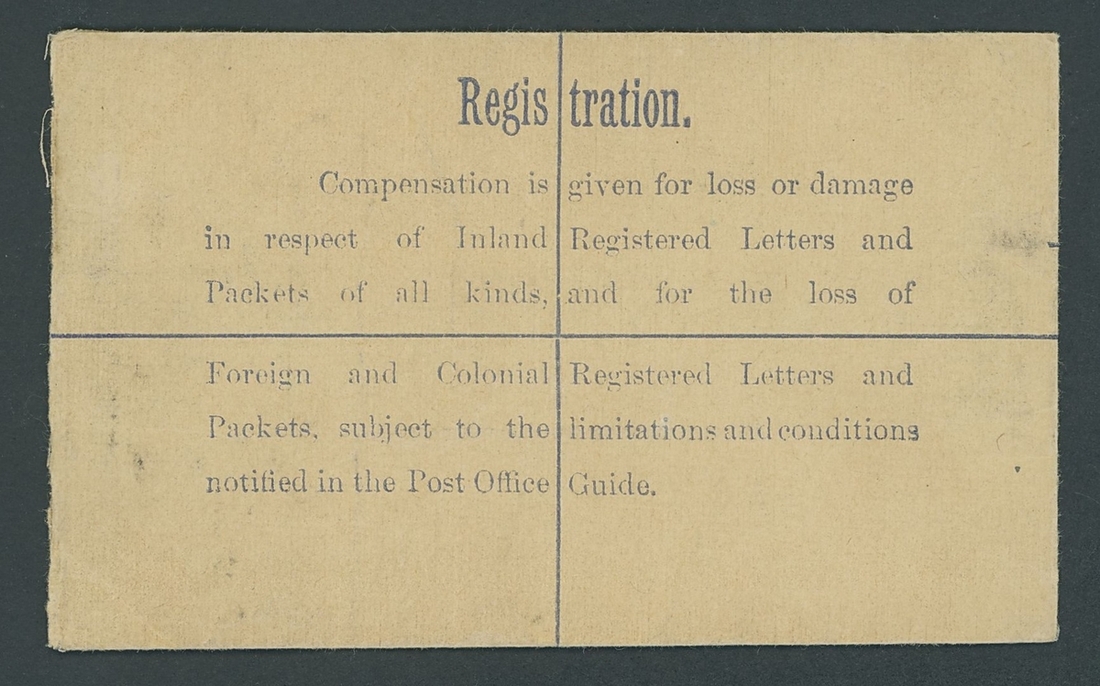 Registration.
Compensation is given for loss or damage
in respect of Inland Registered Letters and
Packets of all kinds, and for the loss of
Foreign and Colonial Registered Letters and
Packets, subject to the limitations and conditions
notified in the Post Office Guide.